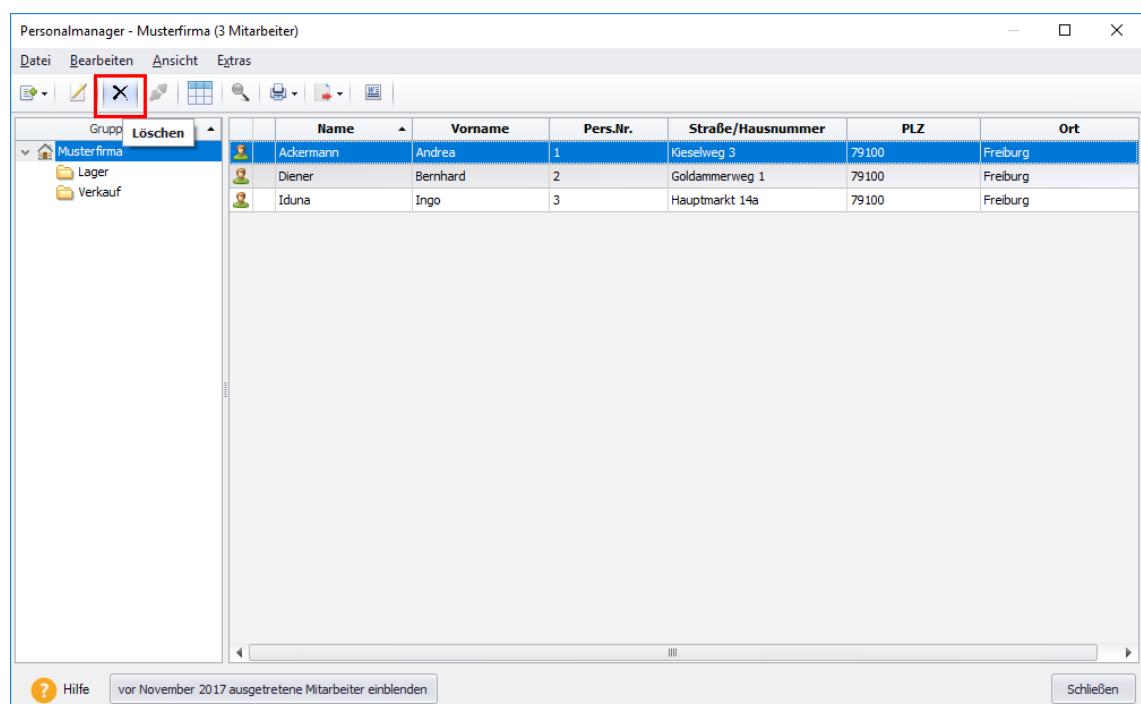 Personalmanager - Musterfirma (3 Mitarbeiter)
Datei Bearbeiten Ansicht Extras
Grupp Name Vorname Pers.Nr. Straße/Hausnummer PLZ Ort
Löschen
Musterfirma Ackermann Andrea 1 Kieselweg 3 79100 Freiburg
Lager Diener Bernhard 2 Goldammerweg 1 79100 Freiburg
Verkauf Iduna Ingo 3 Hauptmarkt 14a 79100 Freiburg
? Hilfe vor November 2017 ausgetretene Mitarbeiter einblenden Schließen